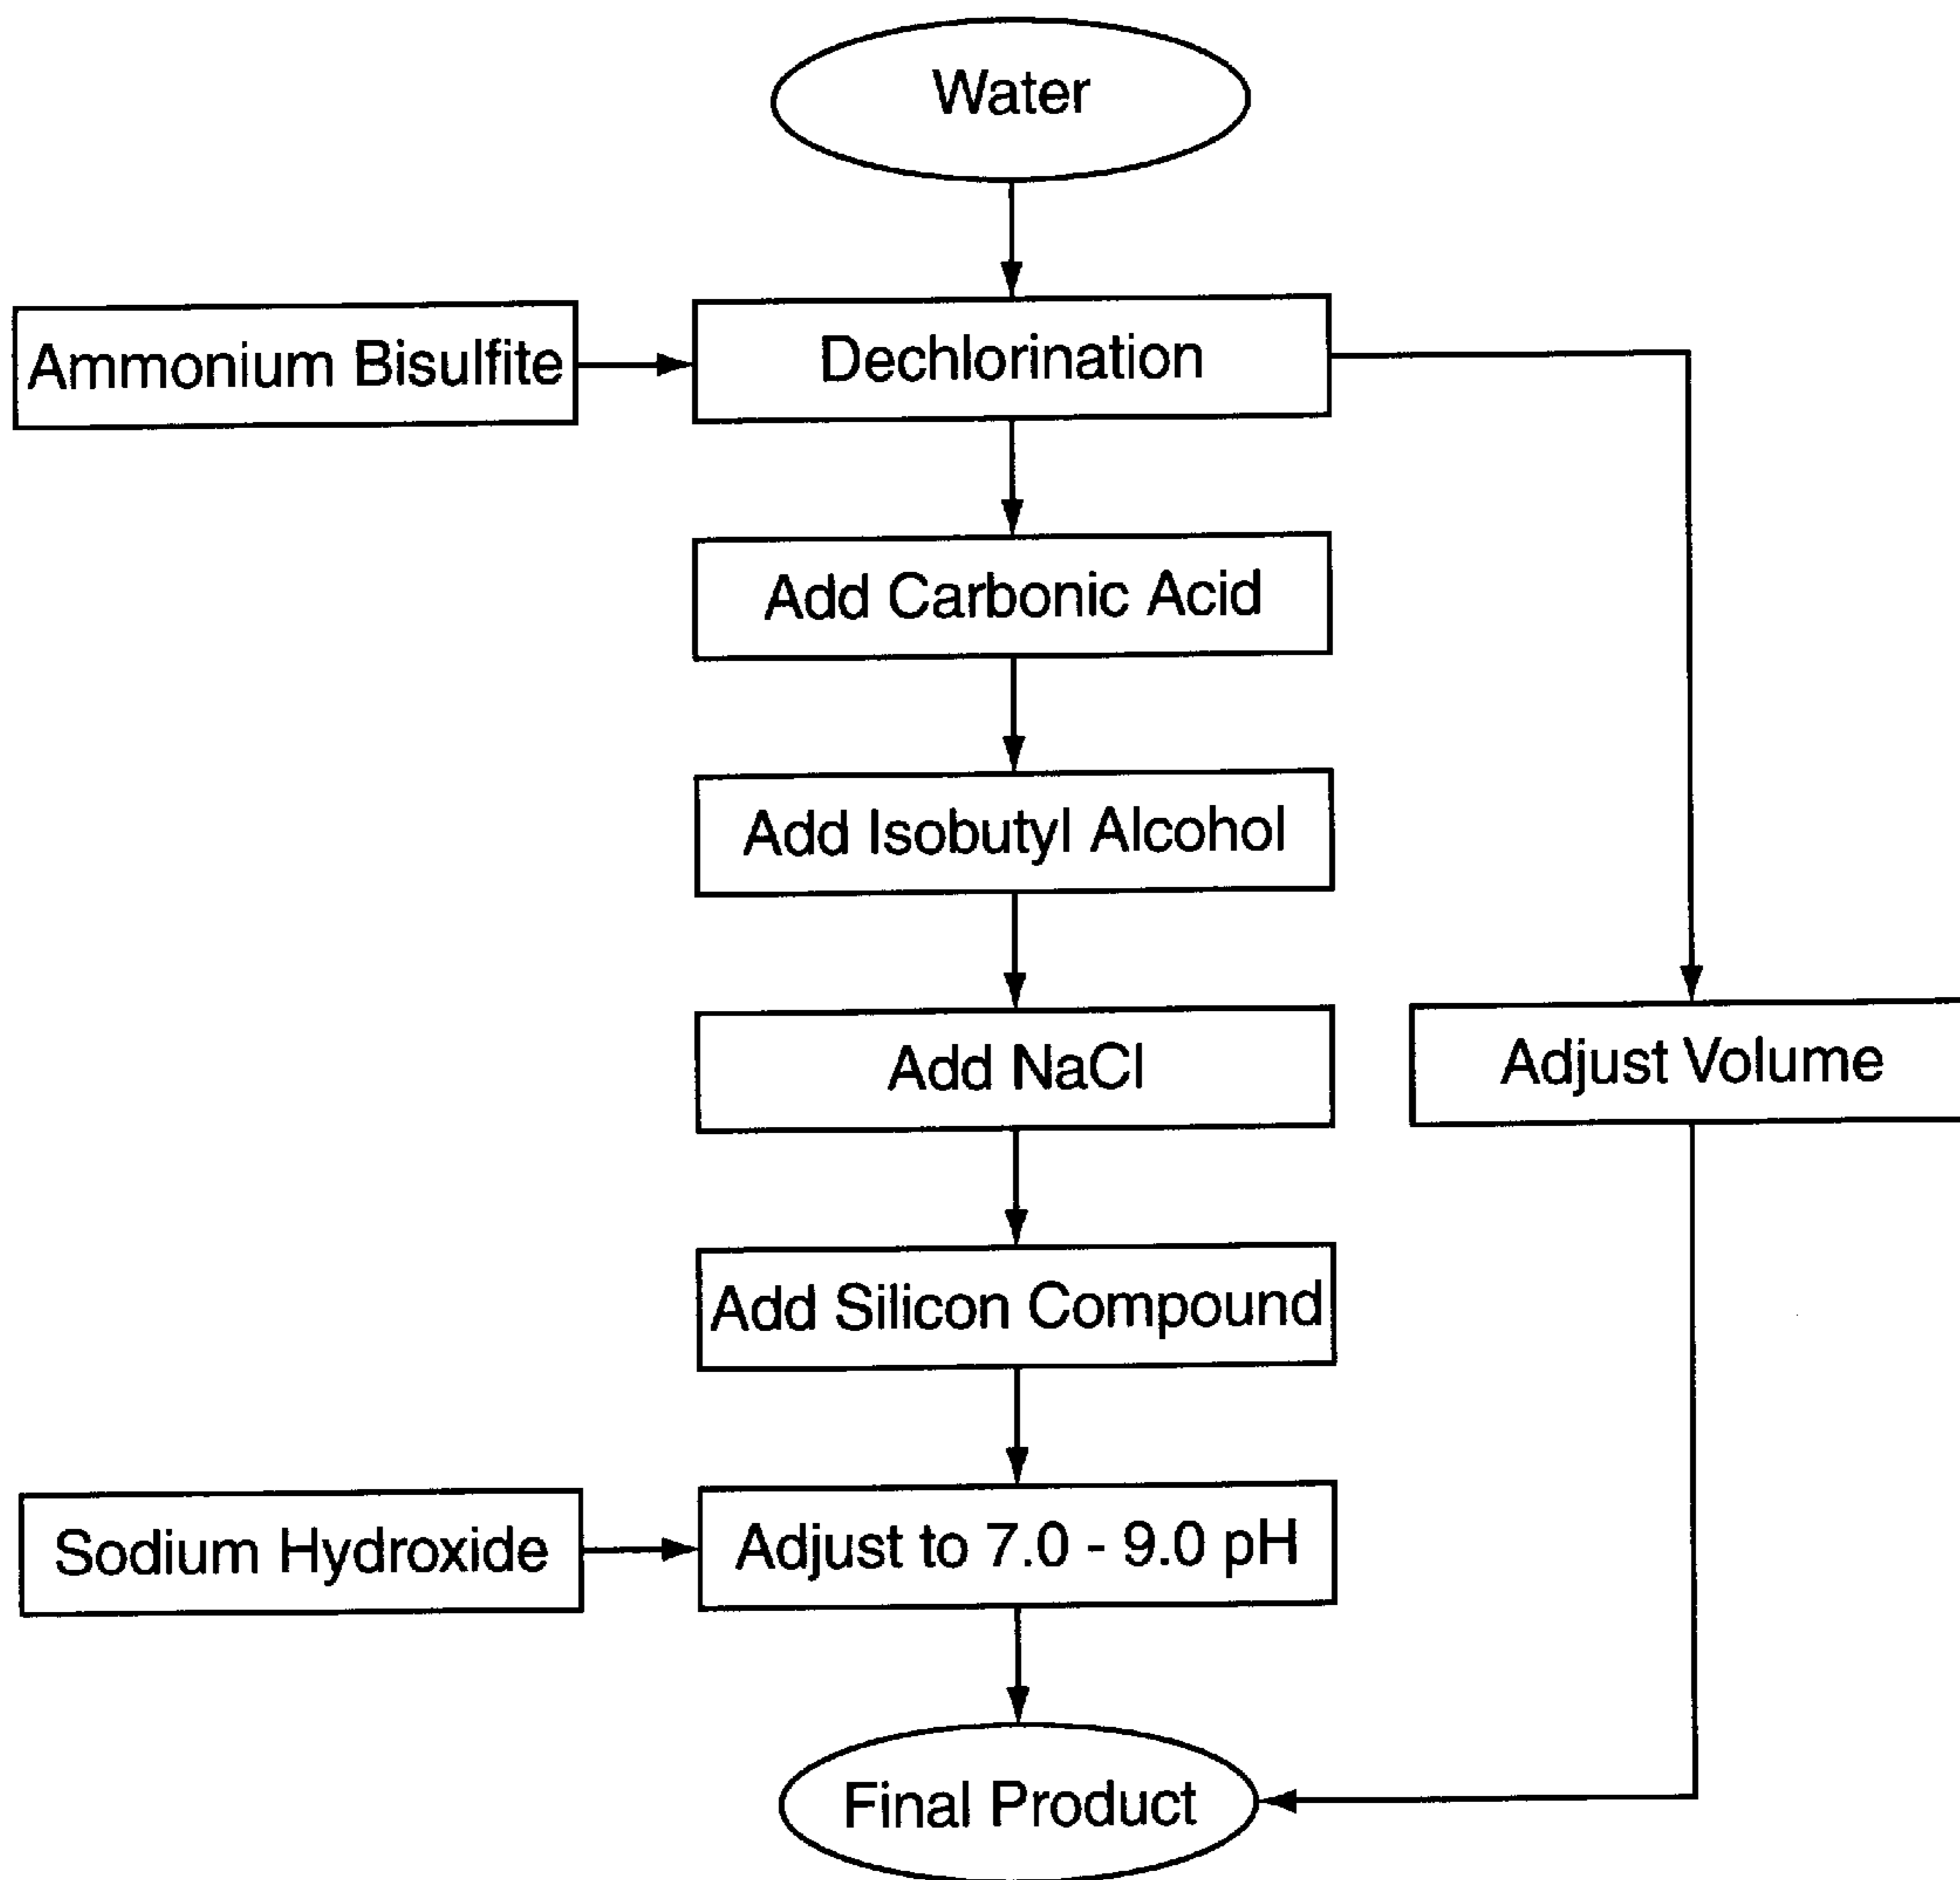 Water
Ammonium Bisulfite
Dechlorination
Add Carbonic Acid
Add Isobutyl Alcohol
Add NaCl
Adjust Volume
Add Silicon Compound
Sodium Hydroxide
Adjust to 7.0 - 9.0 pH
Final Product